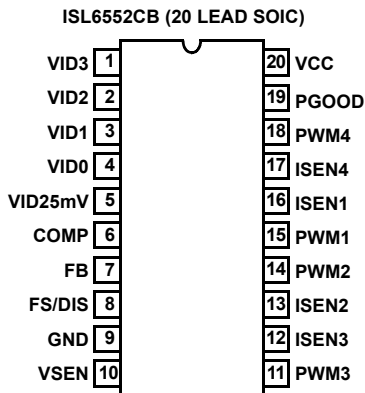 ISL6552CB (20 LEAD SOIC)
VID3 1 20 VCC
VID2 2 19 PGOOD
VID1 3 18 PWM4
VID0 4 17 ISEN4
VID25mV 5 16 ISEN1
COMP 6 15 PWM1
FB 7 14 PWM2
FS/DIS 8 13 ISEN2
GND 9 12 ISEN3
VSEN 10 11 PWM3